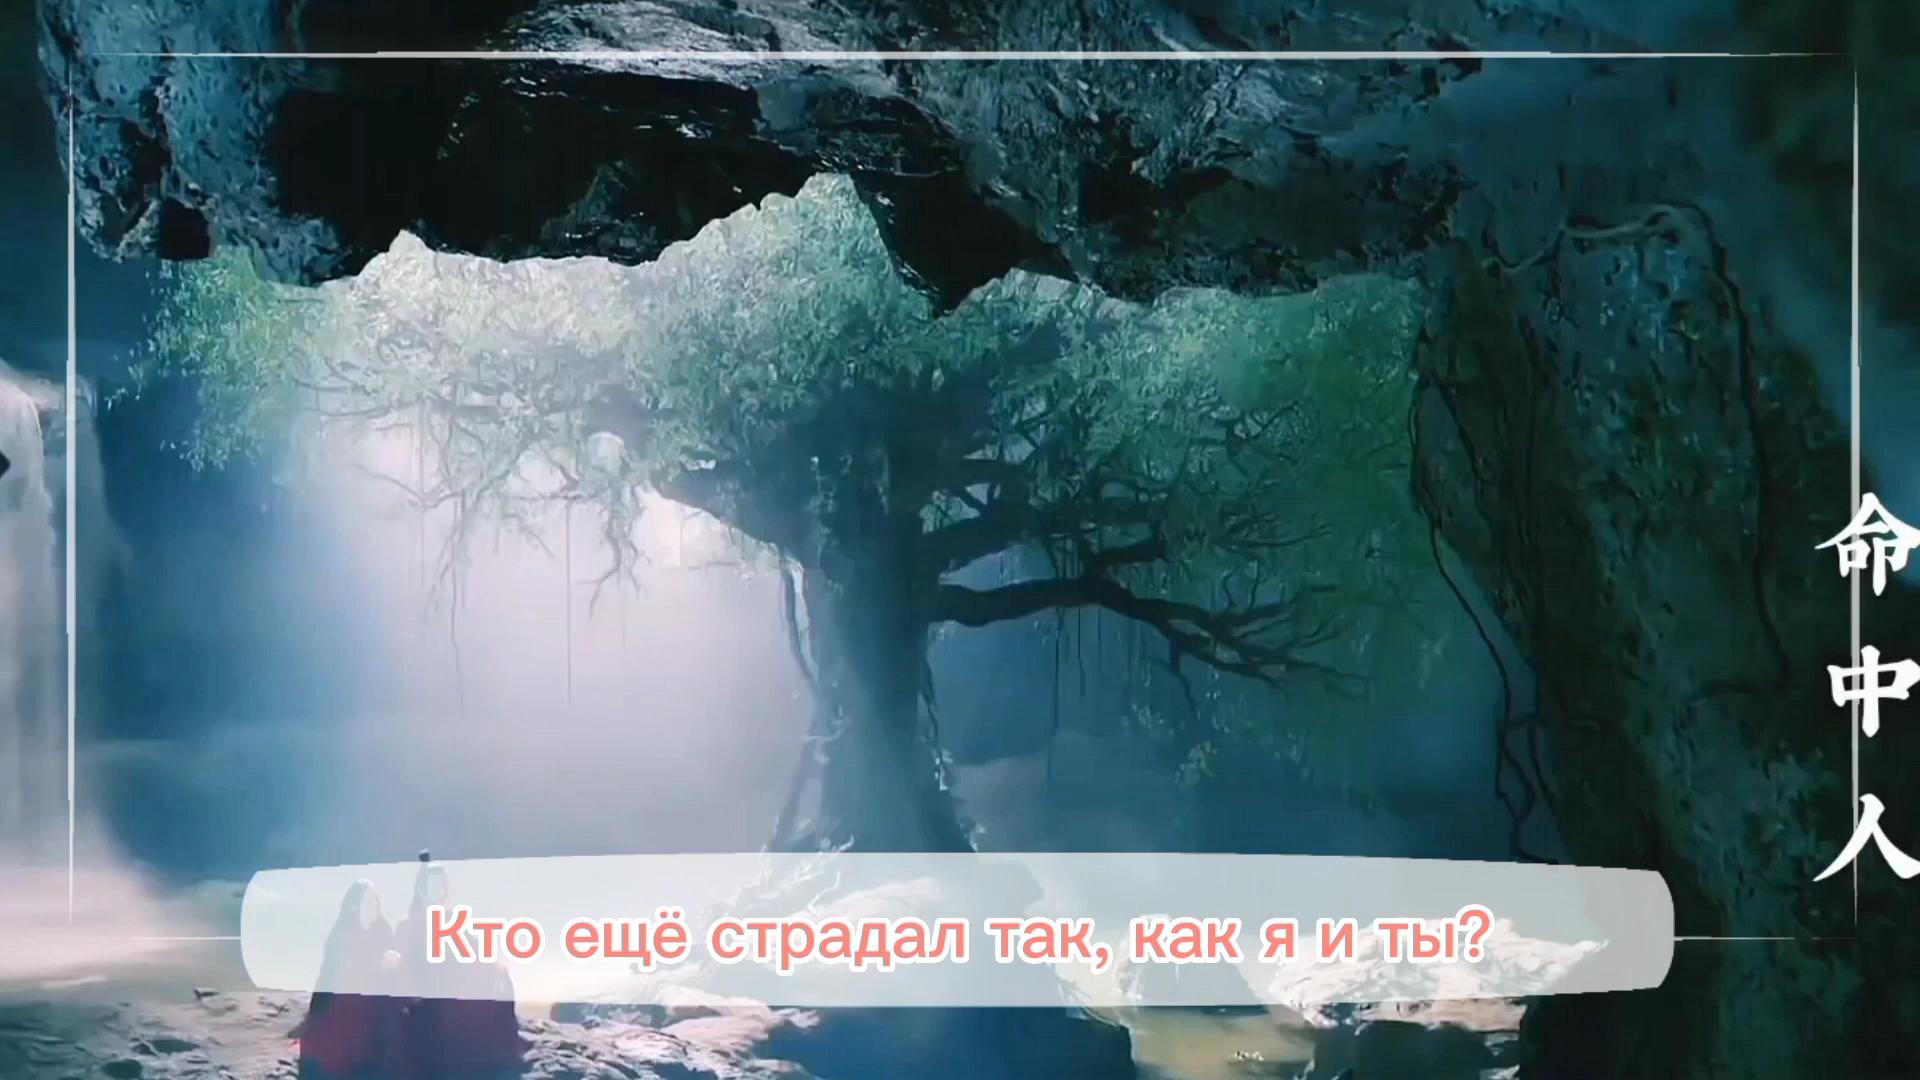 Кто ещё страдал так, как я и ты?
命中人